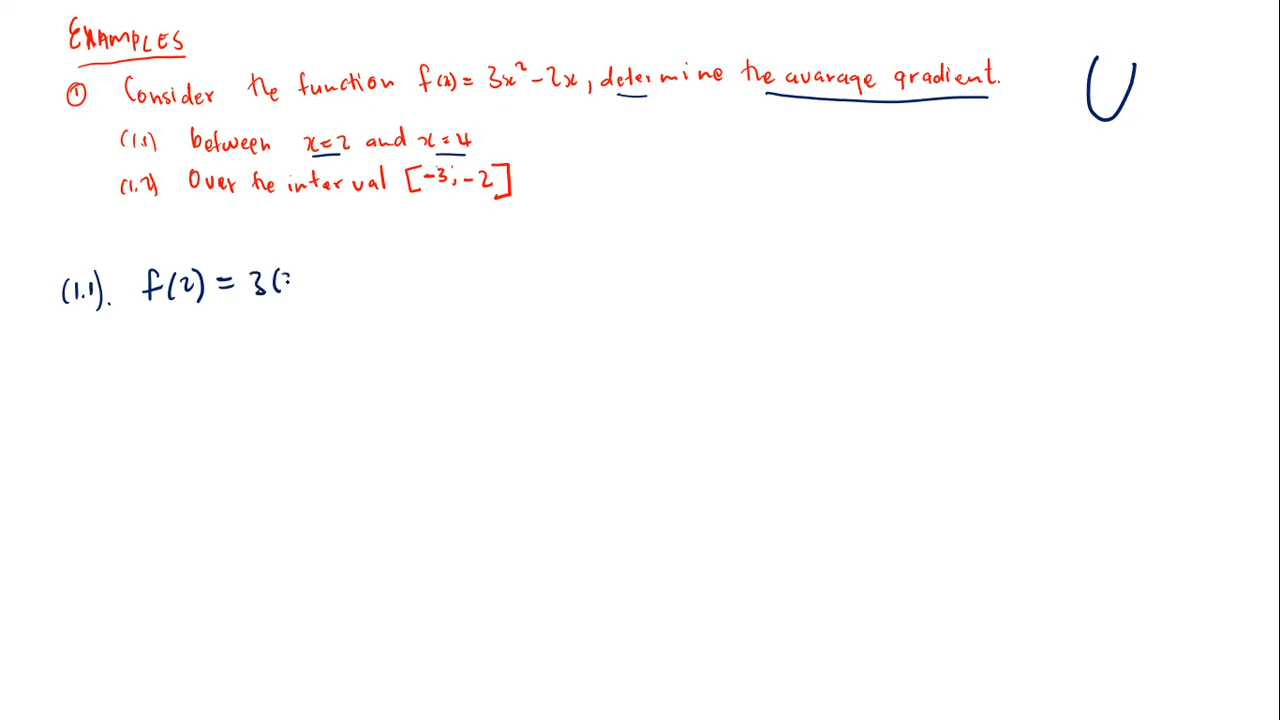 EXAMPLES
① Consider the function f(x) = 3x² - 2x, determine the avarage gradient.
(1.1) between x = 2 and x = 4
(1.2) Over the interval [-3; -2]
(1.1). f(2) = 3(2